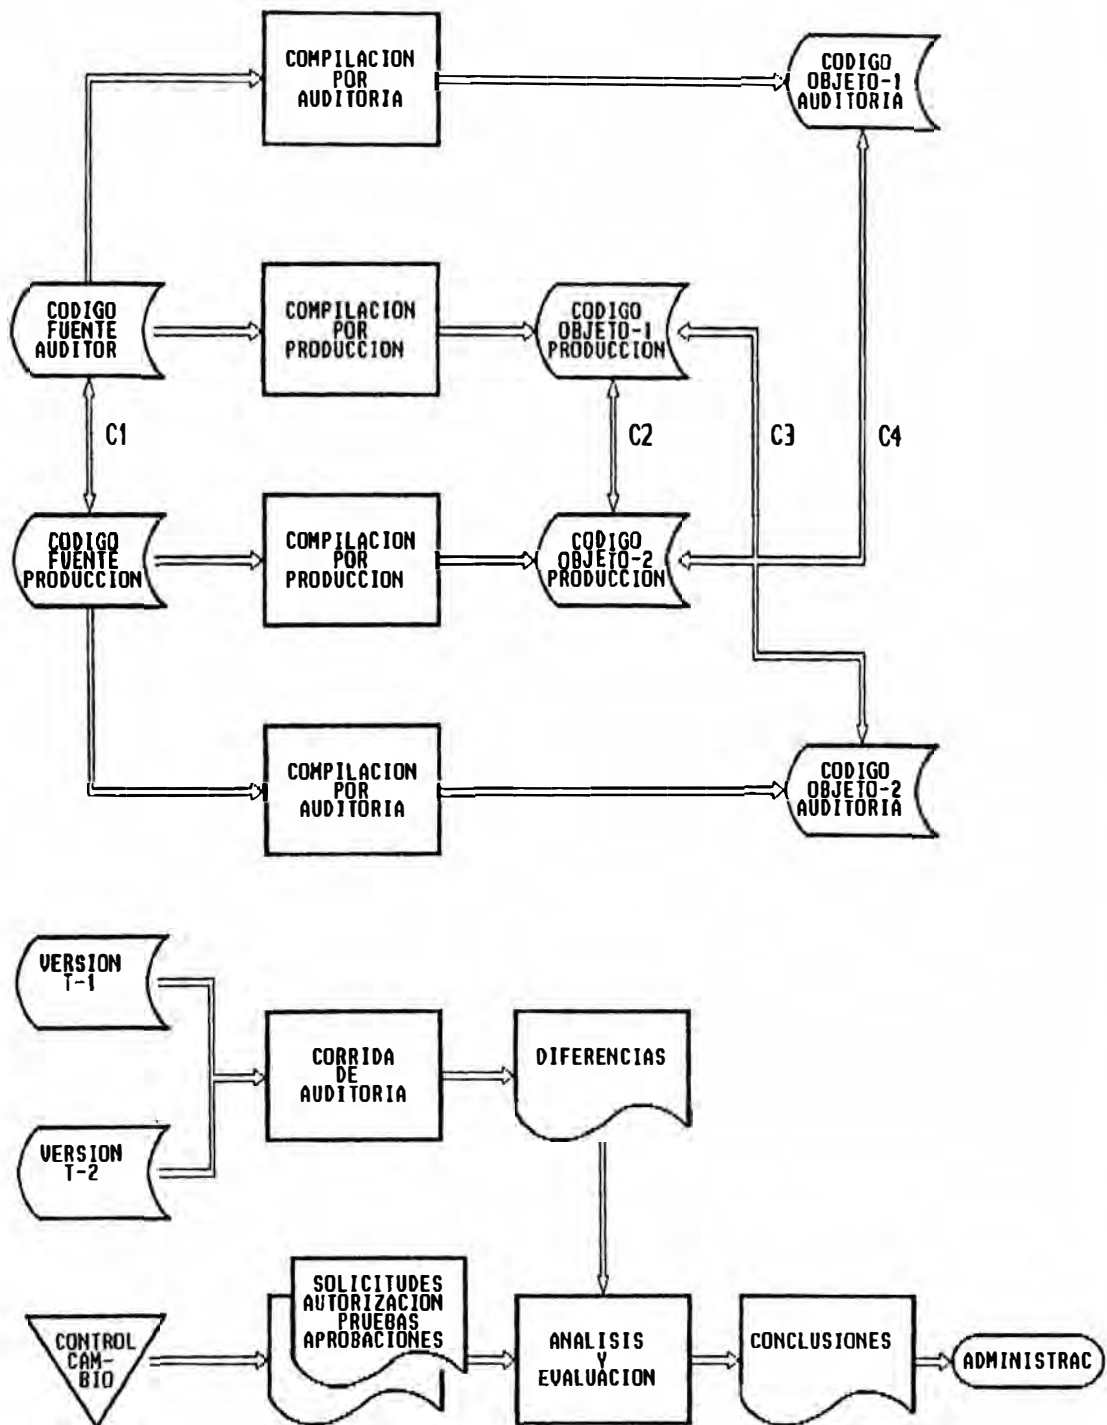 COMPILACION
POR
AUDITORIA
CODIGO
OBJETO-1
AUDITORIA
CODIGO
FUENTE
AUDITOR
COMPILACION
POR
PRODUCCION
CODIGO
OBJETO-1
PRODUCCION
C1
C2
C3
C4
CODIGO
FUENTE
PRODUCCION
COMPILACION
POR
PRODUCCION
CODIGO
OBJETO-2
PRODUCCION
COMPILACION
POR
AUDITORIA
CODIGO
OBJETO-2
AUDITORIA
VERSION
T-1
CORRIDA
DE
AUDITORIA
DIFERENCIAS
VERSION
T-2
CONTROL
CAM-
BIO
SOLICITUDES
AUTORIZACION
PRUEBAS
APROBACIONES
ANALISIS
Y
EVALUACION
CONCLUSIONES
ADMINISTRAC